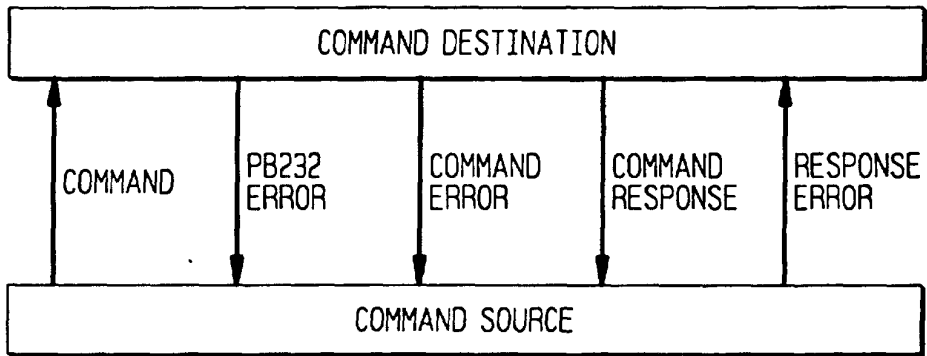 COMMAND DESTINATION
COMMAND
PB232
ERROR
COMMAND
ERROR
COMMAND
RESPONSE
RESPONSE
ERROR
COMMAND SOURCE